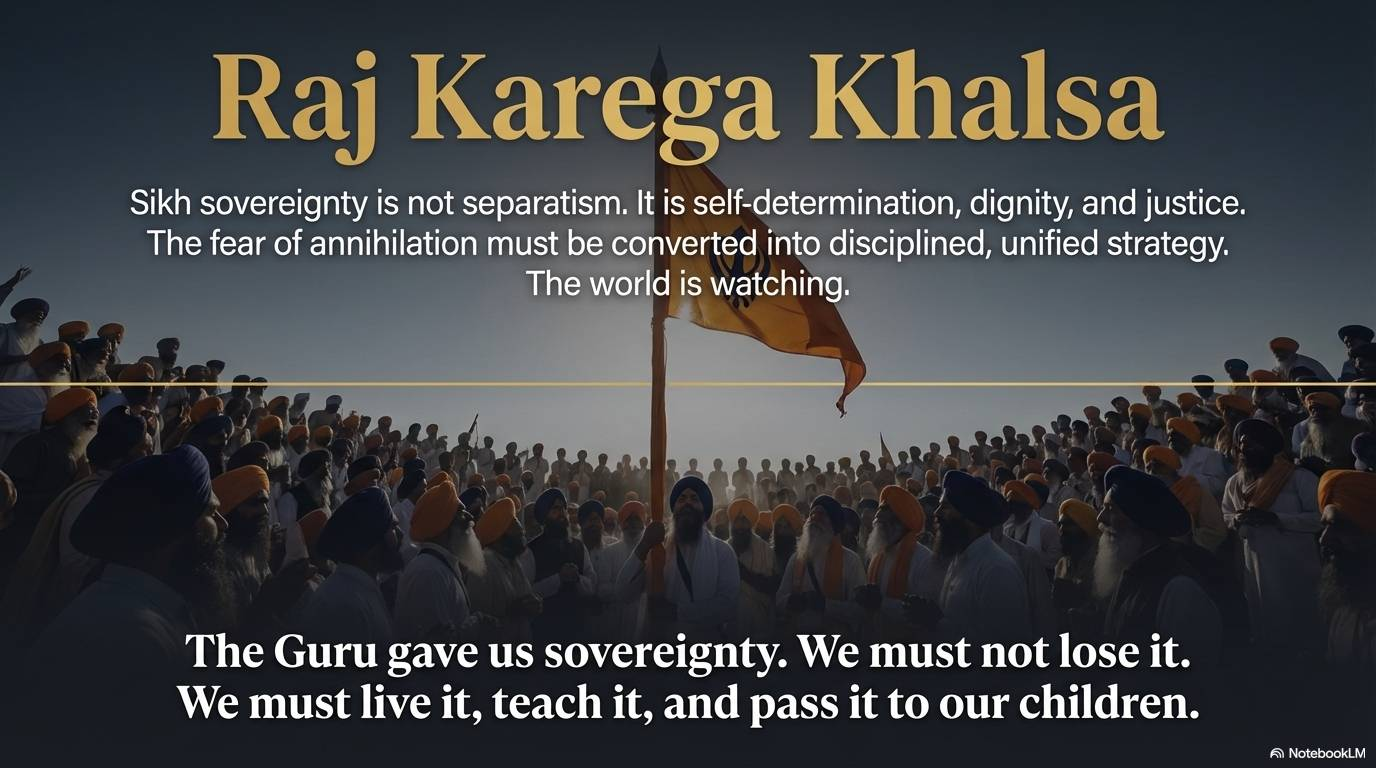 Raj Karega Khalsa
Sikh sovereignty is not separatism. It is self-determination, dignity, and justice.
The fear of annihilation must be converted into disciplined, unified strategy.
The world is watching.
The Guru gave us sovereignty. We must not lose it.
We must live it, teach it, and pass it to our children.
NotebookLM